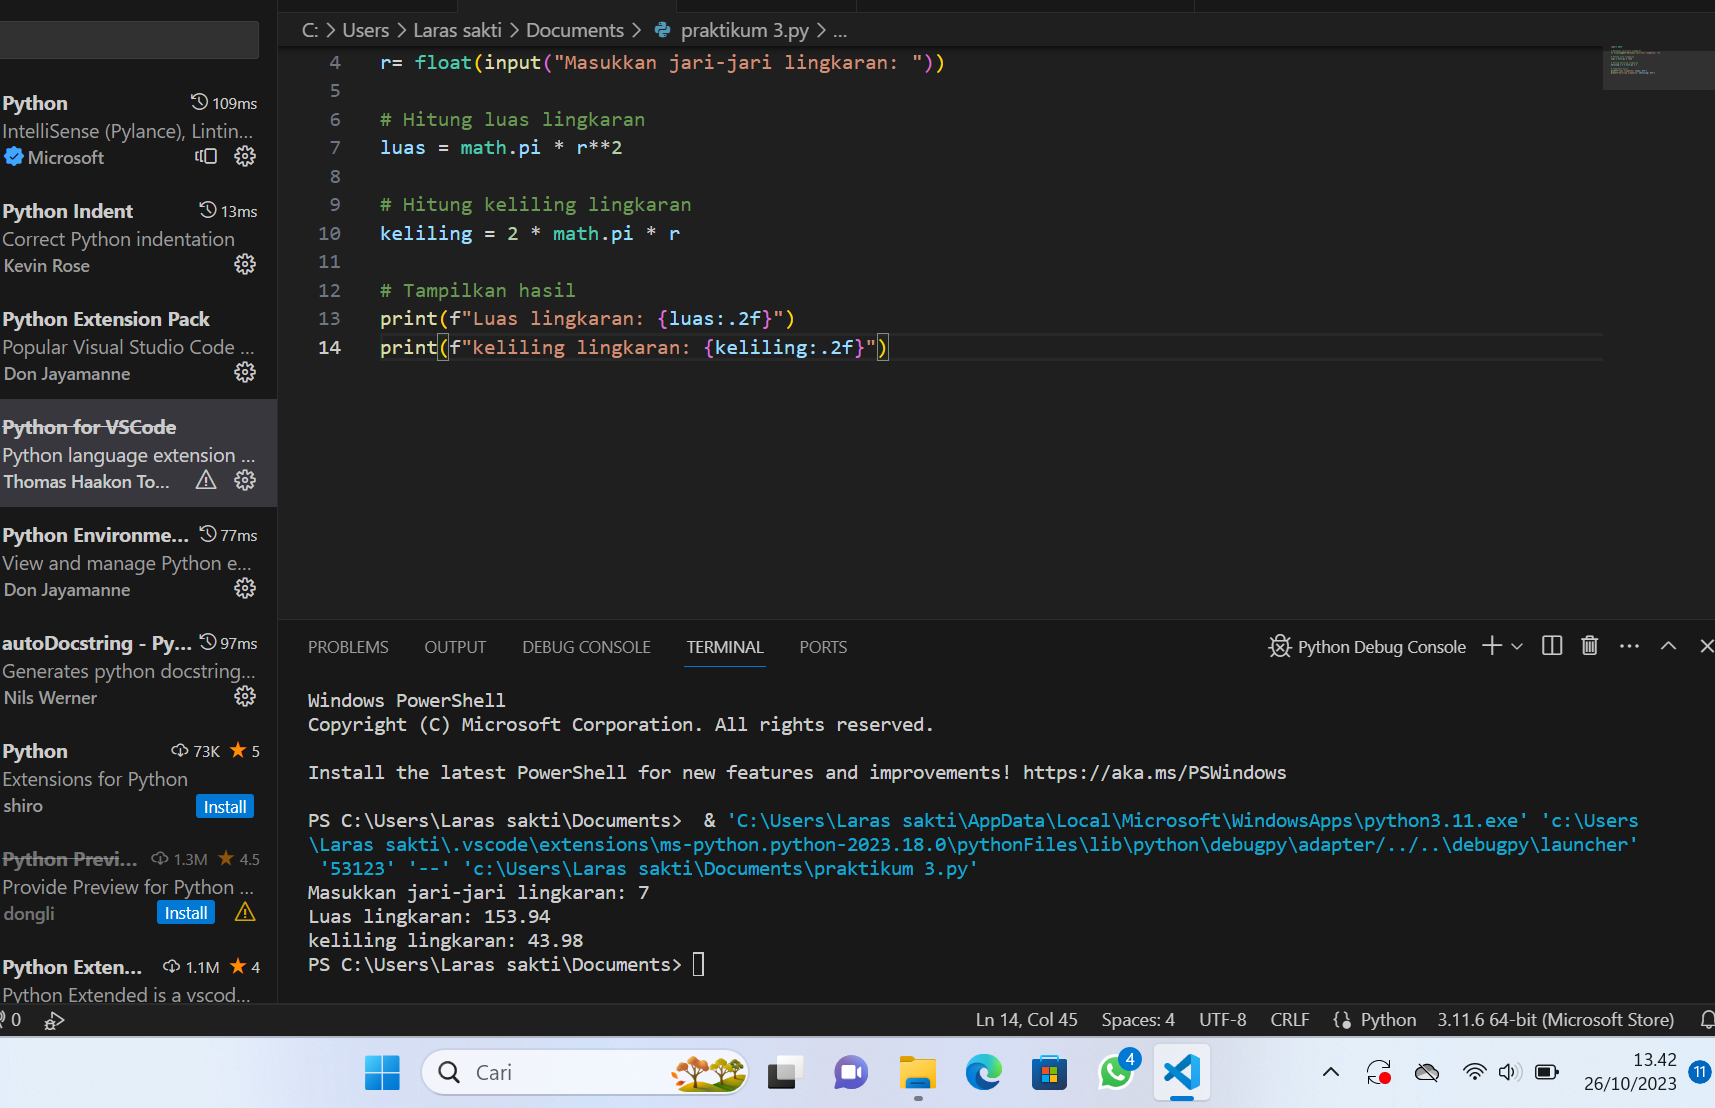 C: > Users > Laras sakti > Documents > praktikum 3.py > ...
4 r= float(input("Masukkan jari-jari lingkaran: "))
5
6 # Hitung luas lingkaran
7 luas = math.pi * r**2
8
9 # Hitung keliling lingkaran
10 keliling = 2 * math.pi * r
11
12 # Tampilkan hasil
13 print(f"Luas lingkaran: {luas:.2f}")
14 print(f"keliling lingkaran: {keliling:.2f}")
Python 109ms
IntelliSense (Pylance), Lintin...
Microsoft
Python Indent 13ms
Correct Python indentation
Kevin Rose
Python Extension Pack
Popular Visual Studio Code ...
Don Jayamanne
Python for VSCode
Python language extension ...
Thomas Haakon To...
Python Environme... 77ms
View and manage Python e...
Don Jayamanne
autoDocstring - Py... 97ms
Generates python docstring...
Nils Werner
Python 73K 5
Extensions for Python
shiro Install
Python Previ... 1.3M 4.5
Provide Preview for Python ...
dongli Install
Python Exten... 1.1M 4
Python Extended is a vscod...
PROBLEMS OUTPUT DEBUG CONSOLE TERMINAL PORTS Python Debug Console
Windows PowerShell
Copyright (C) Microsoft Corporation. All rights reserved.
Install the latest PowerShell for new features and improvements! https://aka.ms/PSWindows
PS C:\Users\Laras sakti\Documents>  & 'C:\Users\Laras sakti\AppData\Local\Microsoft\WindowsApps\python3.11.exe' 'c:\Users
\Laras sakti\.vscode\extensions\ms-python.python-2023.18.0\pythonFiles\lib\python\debugpy\adapter/../..\debugpy\launcher'
'53123' '--' 'c:\Users\Laras sakti\Documents\praktikum 3.py'
Masukkan jari-jari lingkaran: 7
Luas lingkaran: 153.94
keliling lingkaran: 43.98
PS C:\Users\Laras sakti\Documents>
0 Ln 14, Col 45 Spaces: 4 UTF-8 CRLF Python 3.11.6 64-bit (Microsoft Store)
Cari 4 13.42
26/10/2023 11